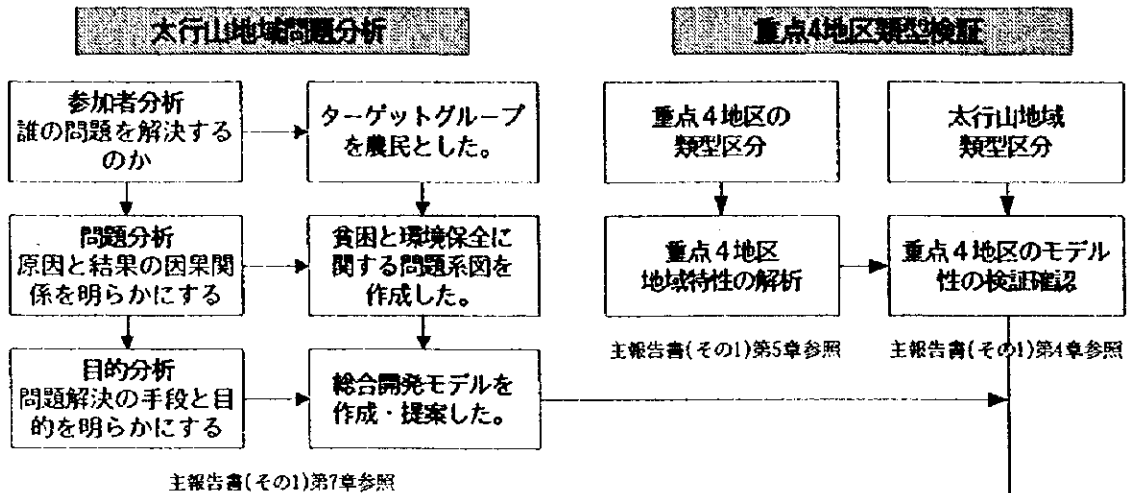 太行山地域問題分析
参加者分析
誰の問題を解決する
のか
ターゲットグループ
を農民とした。
問題分析
原因と結果の因果関
係を明らかにする
貧困と環境保全に
関する問題系図を
作成した。
目的分析
問題解決の手段と目
的を明らかにする
総合開発モデルを
作成・提案した。
主報告書(その1)第7章参照
重点4地区類型検証
重点4地区の
類型区分
太行山地域
類型区分
重点4地区
地域特性の解析
重点4地区のモデル
性の検証確認
主報告書(その1)第5章参照
主報告書(その1)第4章参照